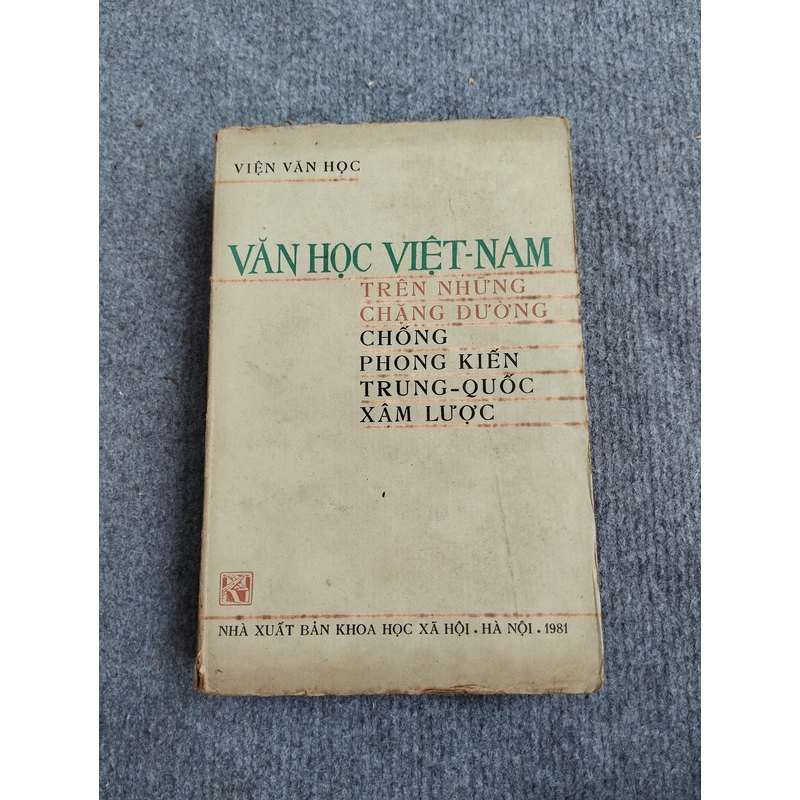 VIỆN VĂN HỌC
VĂN HỌC VIỆT-NAM
TRÊN NHỮNG
CHẶNG ĐƯỜNG
CHỐNG
PHONG KIẾN
TRUNG-QUỐC
XÂM LƯỢC
NHÀ XUẤT BẢN KHOA HỌC XÃ HỘI . HÀ NỘI . 1981